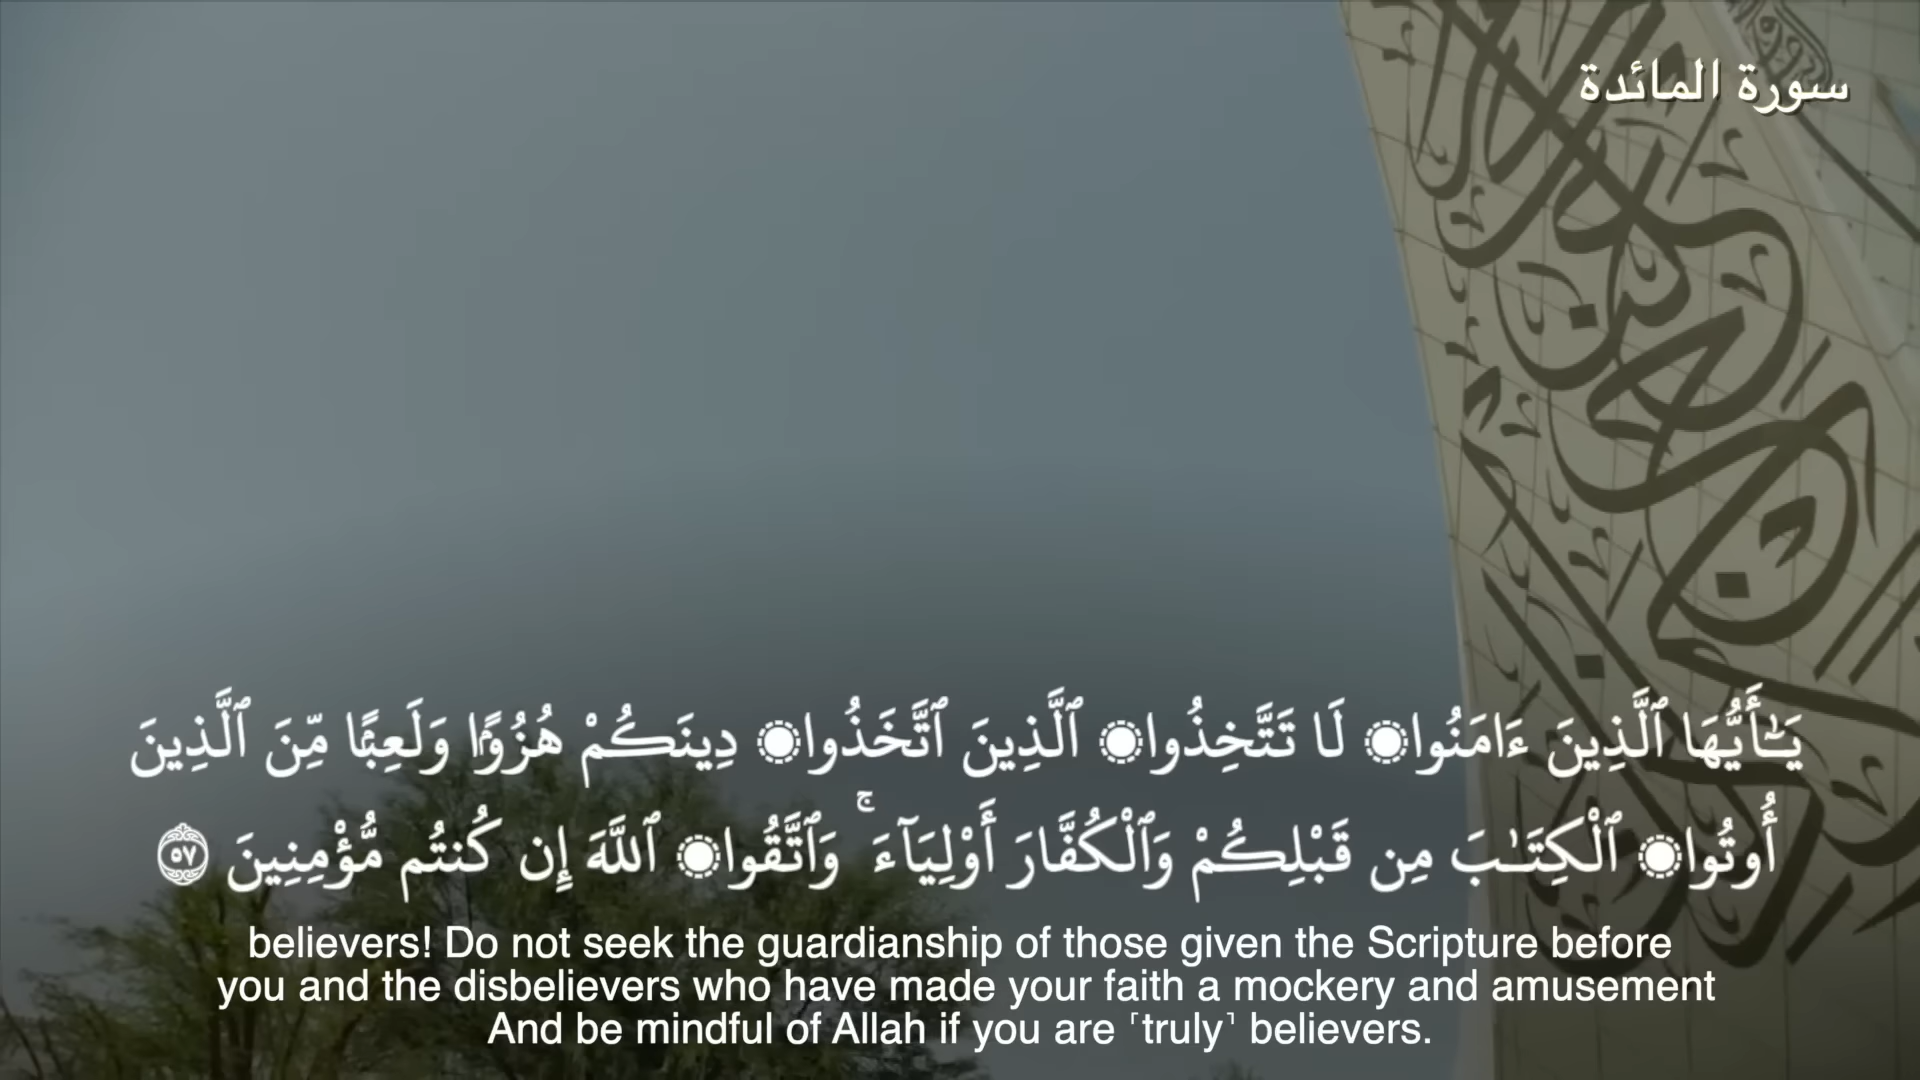 سورة المائدة
يَـٰٓأَيُّهَا ٱلَّذِينَ ءَامَنُوا۟ لَا تَتَّخِذُوا۟ ٱلَّذِينَ ٱتَّخَذُوا۟ دِينَكُمْ هُزُوًۭا وَلَعِبًۭا مِّنَ ٱلَّذِينَ
أُوتُوا۟ ٱلْكِتَـٰبَ مِن قَبْلِكُمْ وَٱلْكُفَّارَ أَوْلِيَآءَ ۚ وَٱتَّقُوا۟ ٱللَّهَ إِن كُنتُم مُّؤْمِنِينَ ٥٧
believers! Do not seek the guardianship of those given the Scripture before
you and the disbelievers who have made your faith a mockery and amusement
And be mindful of Allah if you are ˹truly˺ believers.